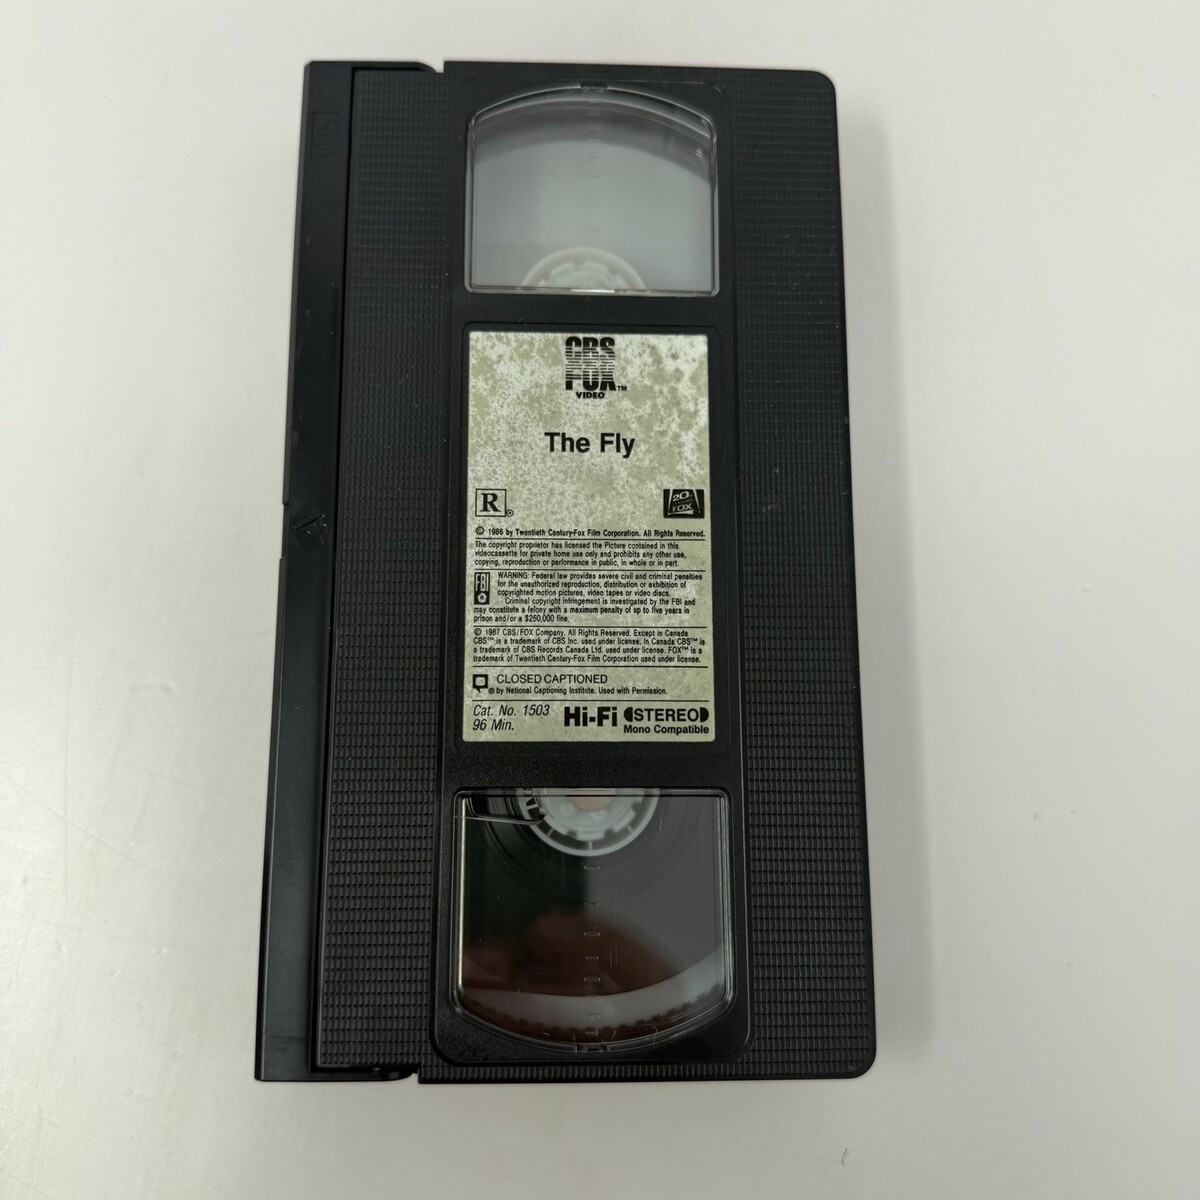 CBS
FOX™
VIDEO
The Fly
R®
20
FOX
© 1986 by Twentieth Century-Fox Film Corporation. All Rights Reserved.
The copyright proprietor has licensed the Picture contained in this
videocassette for private home use only and prohibits any other use,
copying, reproduction or performance in public, in whole or in part.
FBI
WARNING: Federal law provides severe civil and criminal penalties
for the unauthorized reproduction, distribution or exhibition of
copyrighted motion pictures, video tapes or video discs.
Criminal copyright infringement is investigated by the FBI and
may constitute a felony with a maximum penalty of up to five years in
prison and/or a $250,000 fine.
© 1987 CBS/FOX Company. All Rights Reserved. Except in Canada
CBS™ is a trademark of CBS Inc. used under license. In Canada CBS™ is
a trademark of CBS Records Canada Ltd. used under license. FOX™ is a
trademark of Twentieth Century-Fox Film Corporation used under license.
CLOSED CAPTIONED
® by National Captioning Institute. Used with Permission.
Cat. No. 1503
96 Min.
Hi-Fi STEREO
Mono Compatible